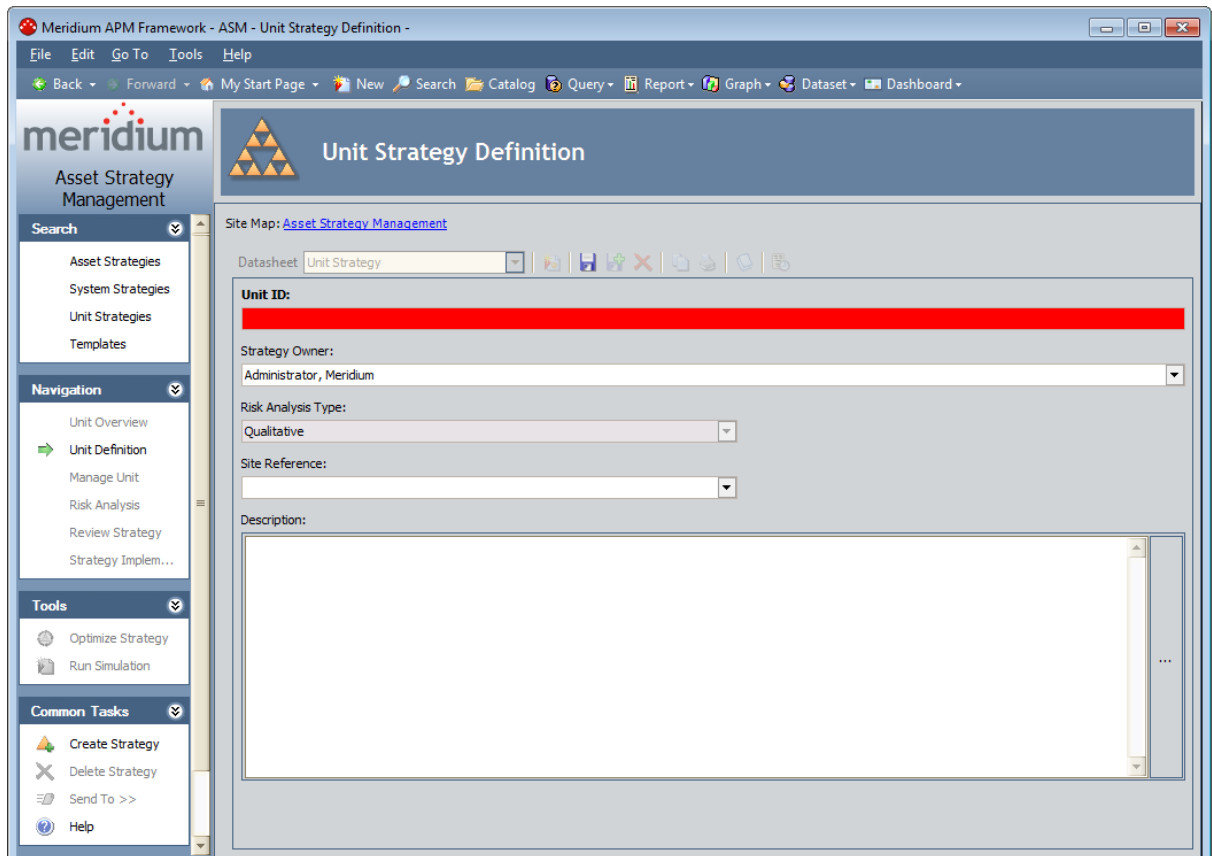 Meridium APM Framework - ASM - Unit Strategy Definition -
File Edit Go To Tools Help
Back Forward My Start Page New Search Catalog Query Report Graph Dataset Dashboard
meridium
Asset Strategy
Management
Unit Strategy Definition
Search
Asset Strategies
System Strategies
Unit Strategies
Templates
Navigation
Unit Overview
Unit Definition
Manage Unit
Risk Analysis
Review Strategy
Strategy Implem...
Tools
Optimize Strategy
Run Simulation
Common Tasks
Create Strategy
Delete Strategy
Send To >>
Help
Site Map: Asset Strategy Management
Datasheet Unit Strategy
Unit ID:
Strategy Owner:
Administrator, Meridium
Risk Analysis Type:
Qualitative
Site Reference:
Description:
...